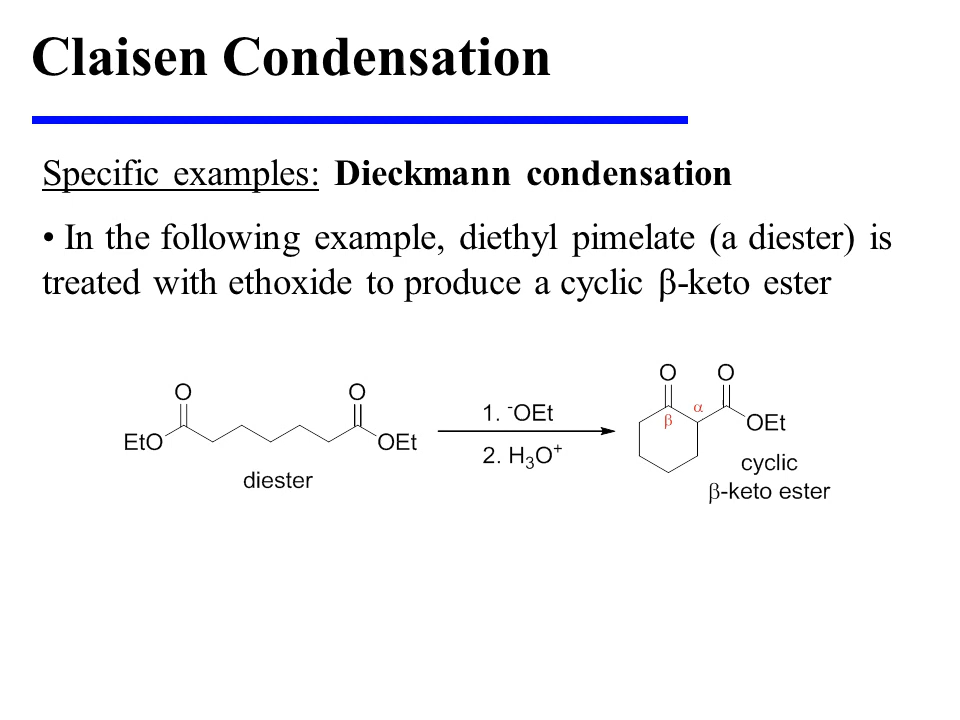 Claisen Condensation
Specific examples: Dieckmann condensation
• In the following example, diethyl pimelate (a diester) is
treated with ethoxide to produce a cyclic β-keto ester
O O
EtO OEt
diester
1. ⁻OEt
2. H₃O⁺
O O
β α
OEt
cyclic
β-keto ester